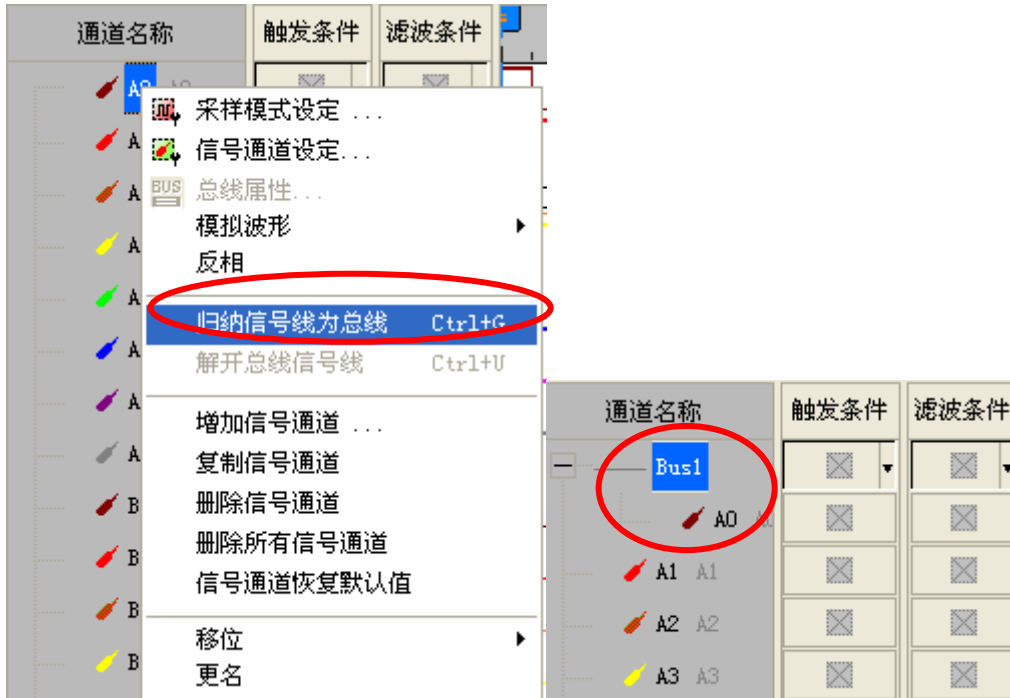 通道名称 触发条件 滤波条件
A0 A0
采样模式设定 ...
A
信号通道设定...
BUS 总线属性...
A
模拟波形
A
反相
A
归纳信号线为总线 Ctrl+G
A
解开总线信号线 Ctrl+U
A
增加信号通道 ...
A
复制信号通道
B
删除信号通道
删除所有信号通道
B
信号通道恢复默认值
B
移位
B
更名
通道名称 触发条件 滤波条件
Bus1
A0
A1 A1
A2 A2
A3 A3